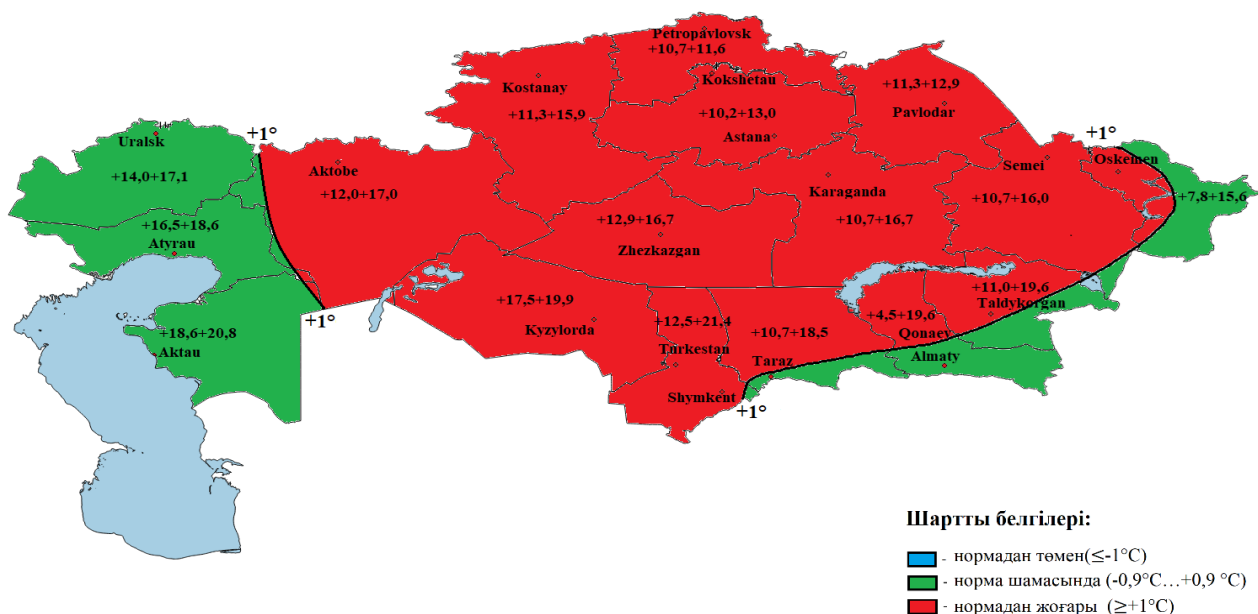 Petropavlovsk
+10,7+11,6
Kostanay
Kokshetau
+11,3+12,9
Pavlodar
+11,3+15,9
+10,2+13,0
Astana
Uralsk
+1°
+1°
Oskemen
Semei
Aktobe
+14,0+17,1
+12,0+17,0
Karaganda
+10,7+16,0
+7,8+15,6
+12,9+16,7
+10,7+16,7
+16,5+18,6
Atyrau
Zhezkazgan
+11,0+19,6
Taldykorgan
+17,5+19,9
+1°
Kyzylorda
+12,5+21,4
+10,7+18,5
+4,5+19,6
Qonaev
+18,6+20,8
Aktau
Turkestan
Taraz
Almaty
Shymkent
+1°
Шартты белгілері:
- нормадан төмен(≤-1°C)
- норма шамасында (-0,9°C…+0,9 °C)
- нормадан жоғары (≥+1°C)